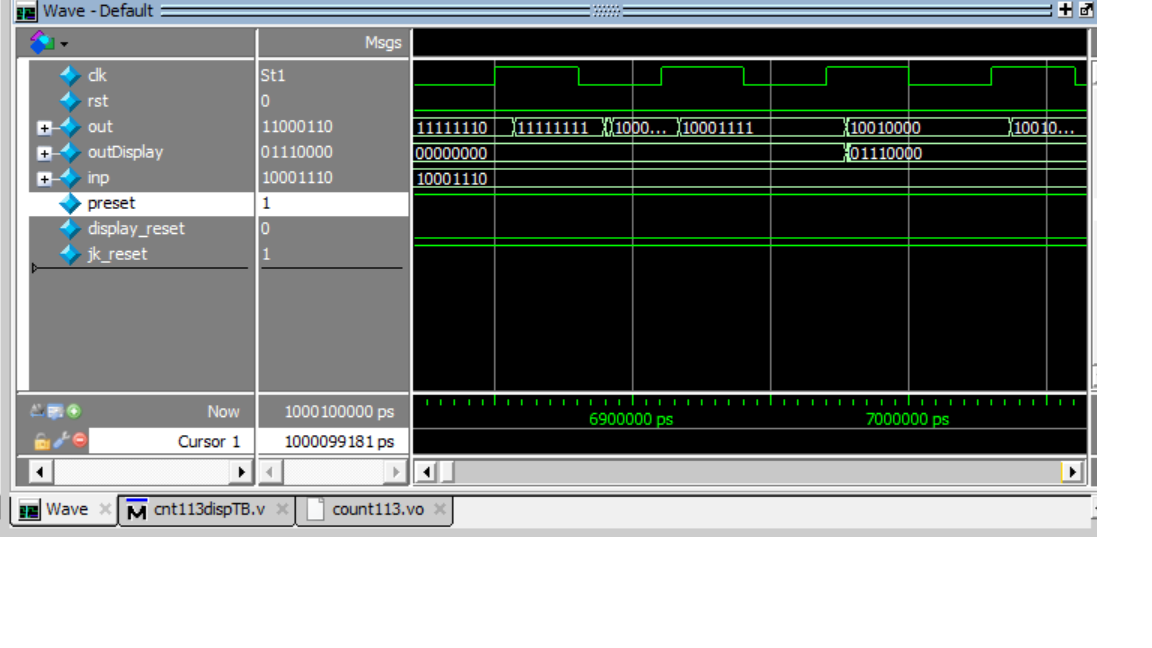 Wave - Default
Msgs
clk St1
rst 0
out 11000110 11111110 11111111 1000... 10001111 10010000 10010...
outDisplay 01110000 00000000 01110000
inp 10001110 10001110
preset 1
display_reset 0
jk_reset 1
Now 1000100000 ps 6900000 ps 7000000 ps
Cursor 1 1000099181 ps
Wave cnt113dispTB.v count113.vo